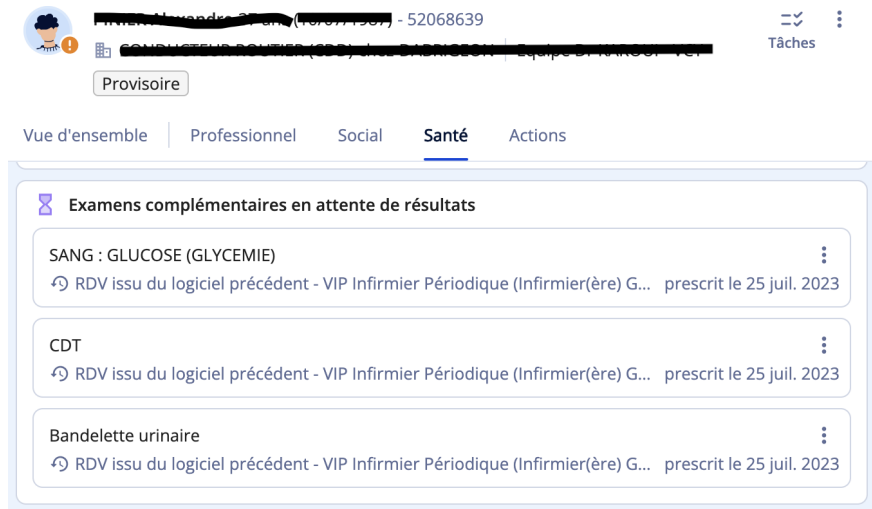 - 52068639
Tâches
Provisoire
Vue d'ensemble Professionnel Social Santé Actions
Examens complémentaires en attente de résultats
SANG : GLUCOSE (GLYCEMIE)
RDV issu du logiciel précédent - VIP Infirmier Périodique (Infirmier(ère) G... prescrit le 25 juil. 2023
CDT
RDV issu du logiciel précédent - VIP Infirmier Périodique (Infirmier(ère) G... prescrit le 25 juil. 2023
Bandelette urinaire
RDV issu du logiciel précédent - VIP Infirmier Périodique (Infirmier(ère) G... prescrit le 25 juil. 2023